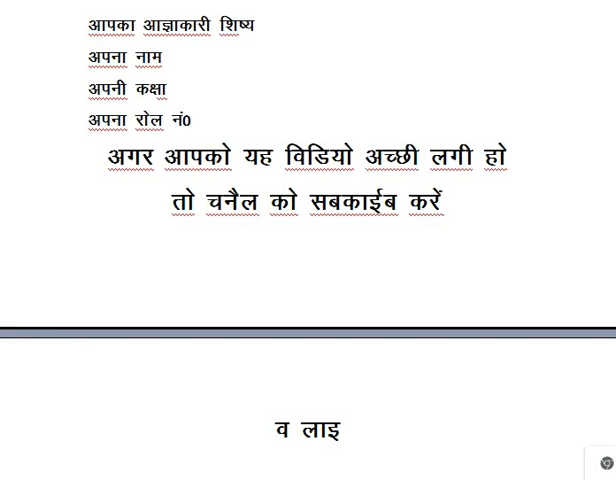 आपका आज्ञाकारी शिष्य
अपना नाम
अपनी कक्षा
अपना रोल नं0
अगर आपको यह विडियो अच्छी लगी हो
तो चनैल को सबकाईब करें
व लाइ